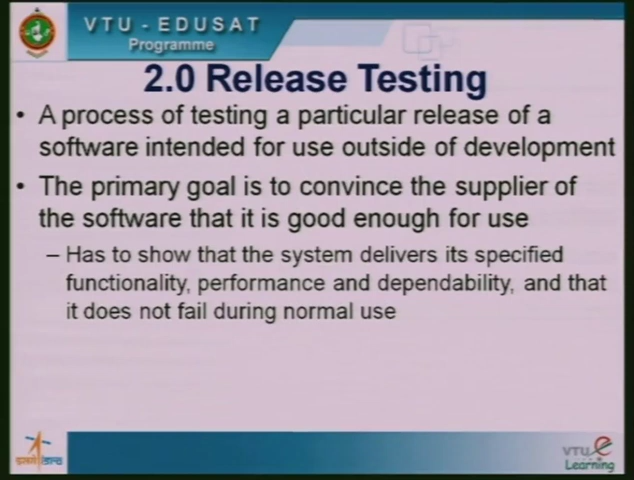 VTU - EDUSAT
Programme
2.0 Release Testing
• A process of testing a particular release of a
software intended for use outside of development
• The primary goal is to convince the supplier of
the software that it is good enough for use
– Has to show that the system delivers its specified
functionality, performance and dependability, and that
it does not fail during normal use
VTU e
Learning